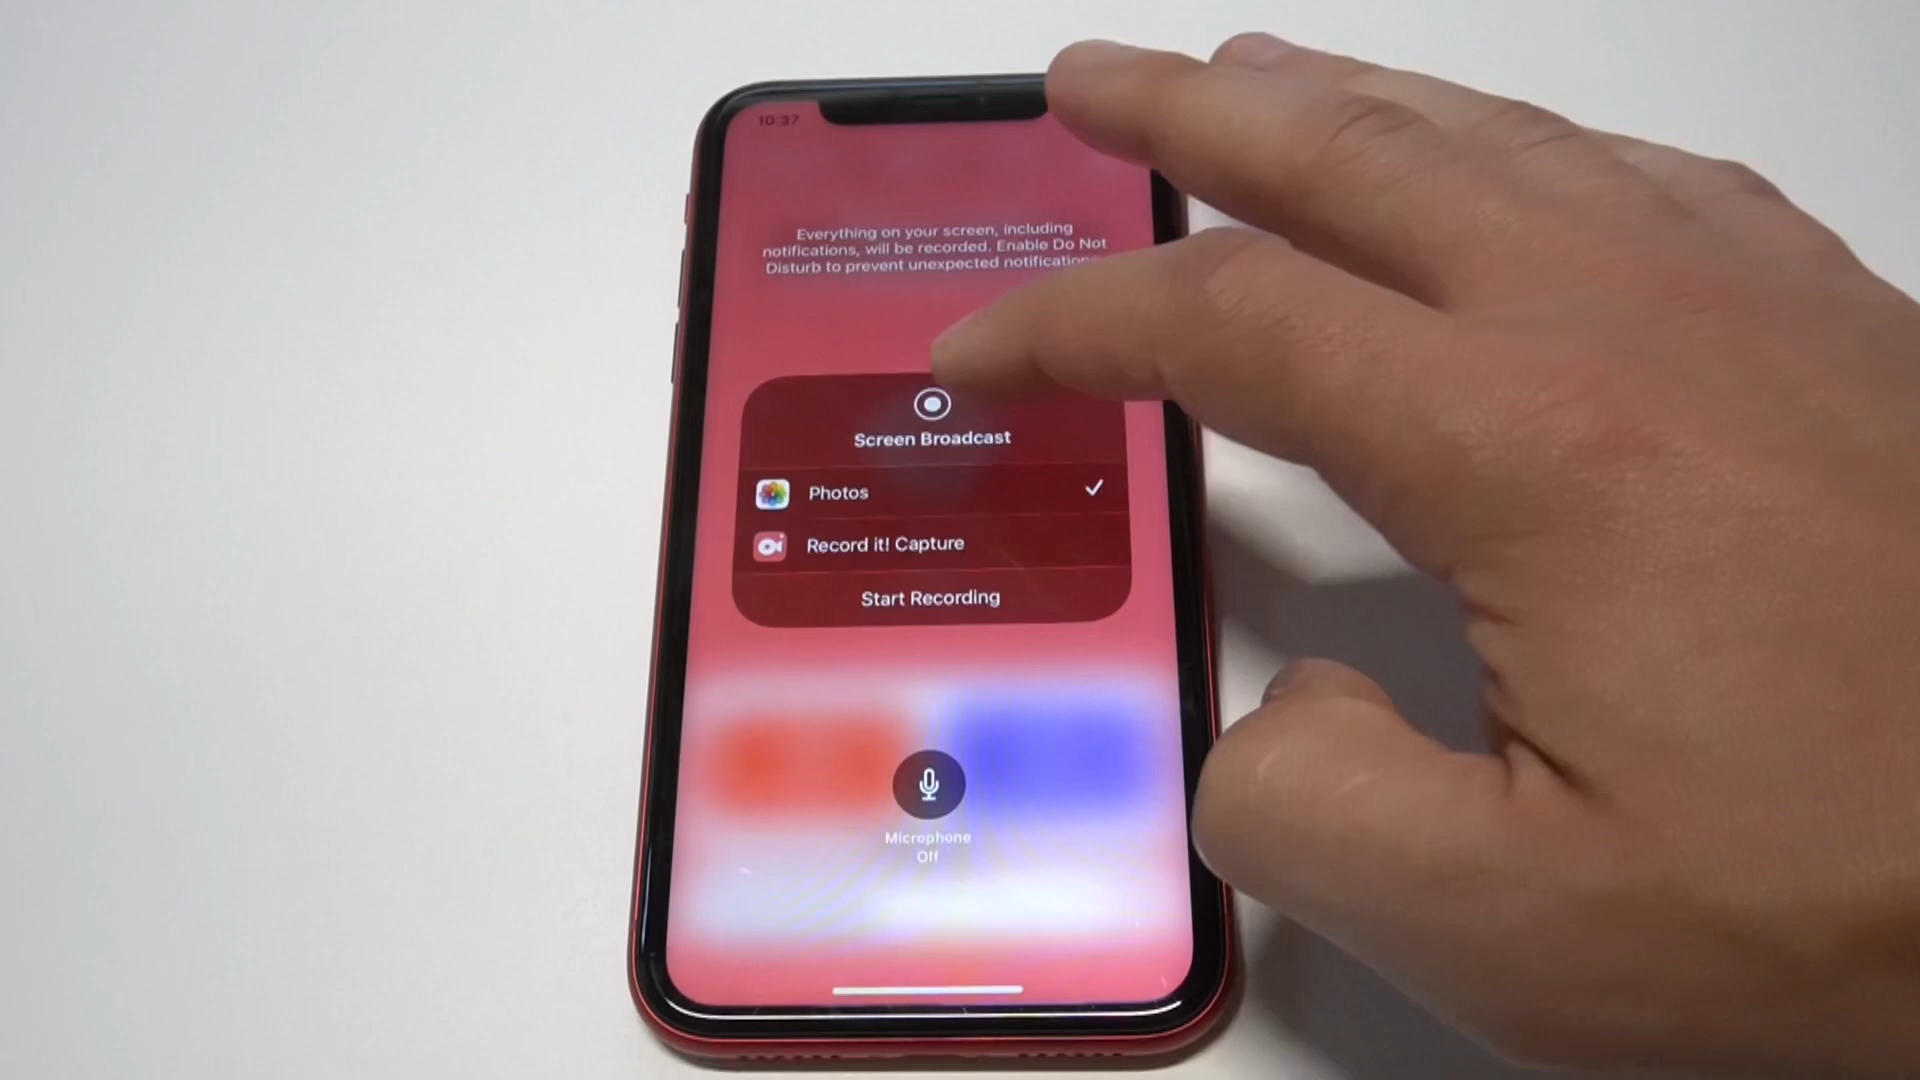 10:37
Everything on your screen, including
notifications, will be recorded. Enable Do Not
Disturb to prevent unexpected notifications
Screen Broadcast
Photos
Record it! Capture
Start Recording
Microphone
Off